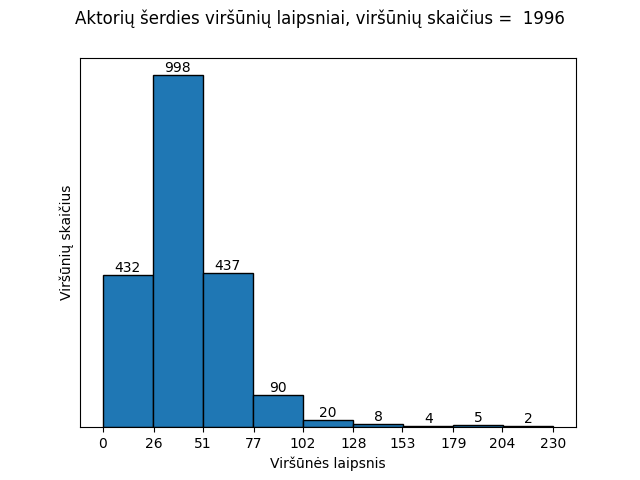 Aktorių šerdies viršūnių laipsniai, viršūnių skaičius =  1996
998
432
437
90
20
8
4
5
2
Viršūnių skaičius
0 26 51 77 102 128 153 179 204 230
Viršūnės laipsnis